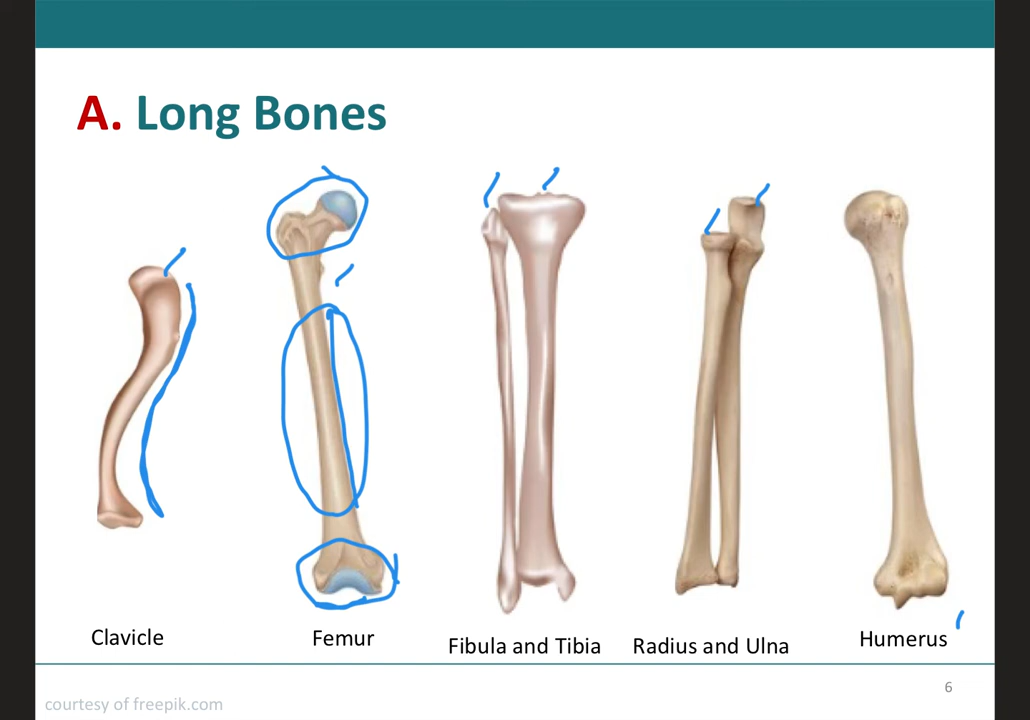 A. Long Bones
Clavicle
Femur
Fibula and Tibia
Radius and Ulna
Humerus
6
courtesy of freepik.com